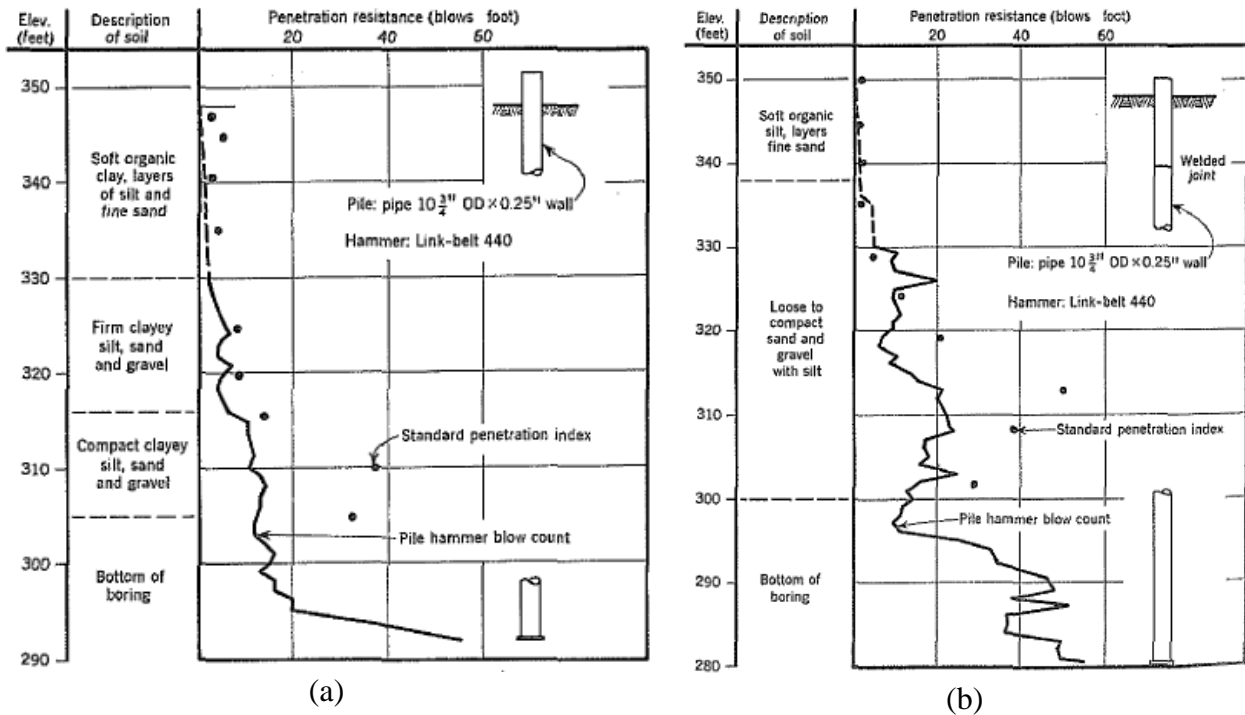 Elev.
(feet)
Description
of soil
Penetration resistance (blows foot)
20
40
60
350
340
330
320
310
300
290
Soft organic
clay, layers
of silt and
fine sand
Firm clayey
silt, sand
and gravel
Compact clayey
silt, sand
and gravel
Bottom of
boring
Pile: pipe 10 3/4" OD × 0.25" wall
Hammer: Link-belt 440
Standard penetration index
Pile hammer blow count
(a)
Elev.
(feet)
Description
of soil
Penetration resistance (blows foot)
20
40
60
350
340
330
320
310
300
290
280
Soft organic
silt, layers
fine sand
Loose to
compact
sand and
gravel
with silt
Bottom of
boring
Welded
joint
Pile: pipe 10 3/4" OD × 0.25" wall
Hammer: Link-belt 440
Standard penetration index
Pile hammer blow count
(b)